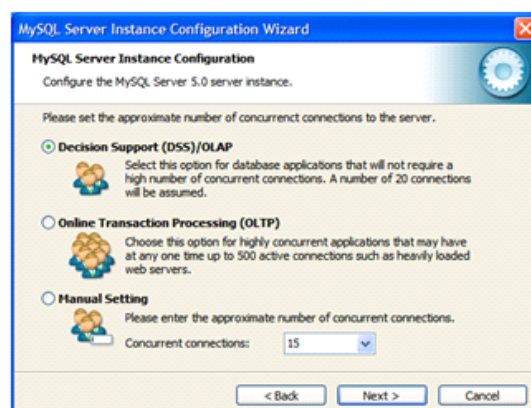 MySQL Server Instance Configuration Wizard
MySQL Server Instance Configuration
Configure the MySQL Server 5.0 server instance.
Please set the approximate number of concurrenct connections to the server.
Decision Support (DSS)/OLAP
Select this option for database applications that will not require a
high number of concurrent connections. A number of 20 connections
will be assumed.
Online Transaction Processing (OLTP)
Choose this option for highly concurrent applications that may have
at any one time up to 500 active connections such as heavily loaded
web servers.
Manual Setting
Please enter the approximate number of concurrent connections.
Concurrent connections: 15
< Back Next > Cancel